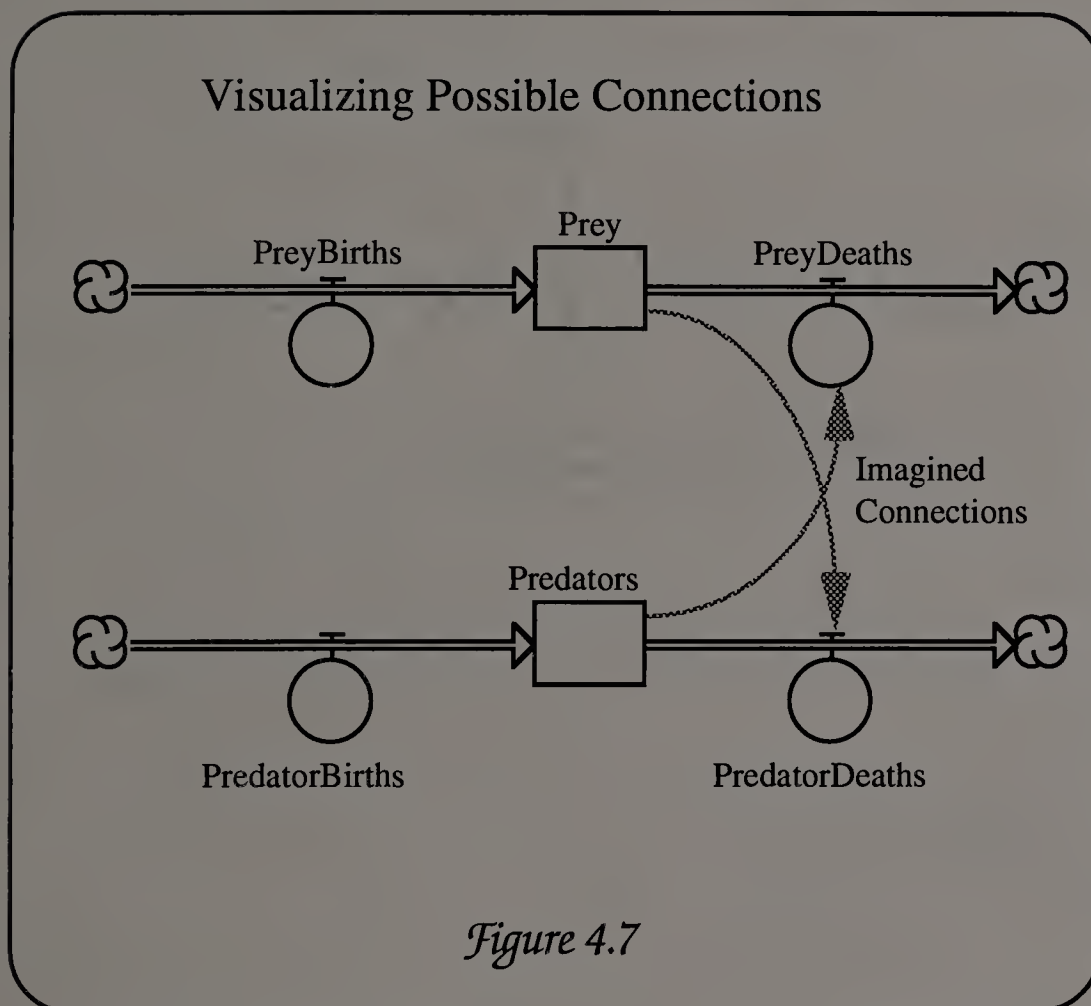 Visualizing Possible Connections
Prey
PreyBirths
PreyDeaths
Imagined
Connections
Predators
PredatorBirths
PredatorDeaths
Figure 4.7